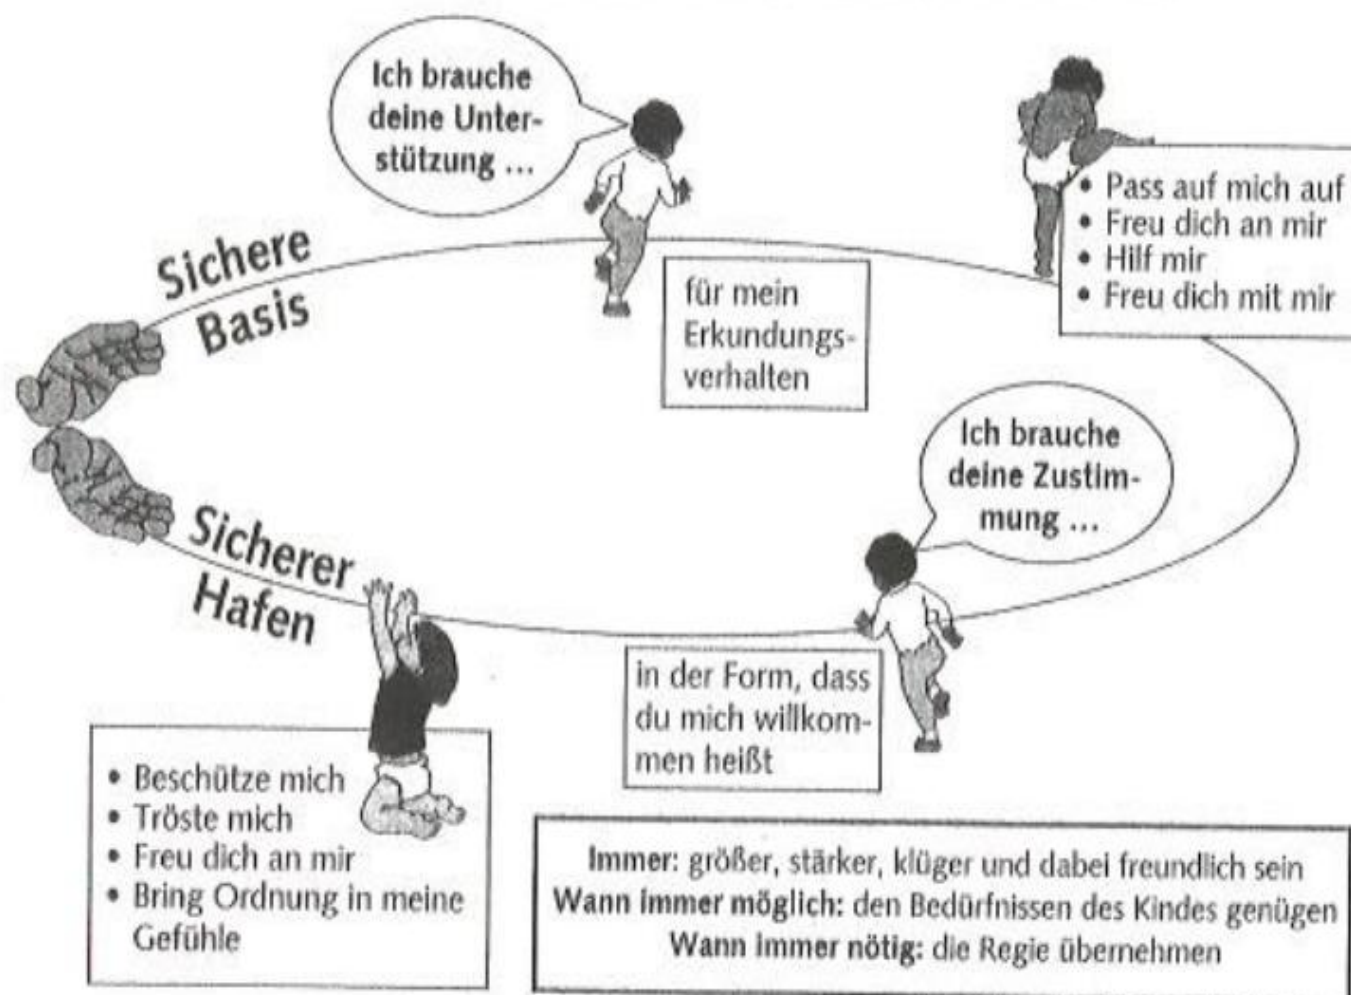 Ich brauche
deine Unter-
stützung ...
Sichere
Basis
für mein
Erkundungs-
verhalten
• Pass auf mich auf
• Freu dich an mir
• Hilf mir
• Freu dich mit mir
Ich brauche
deine Zustim-
mung ...
in der Form, dass
du mich willkom-
men heißt
Sicherer
Hafen
• Beschütze mich
• Tröste mich
• Freu dich an mir
• Bring Ordnung in meine
Gefühle
Immer: größer, stärker, klüger und dabei freundlich sein
Wann immer möglich: den Bedürfnissen des Kindes genügen
Wann immer nötig: die Regie übernehmen